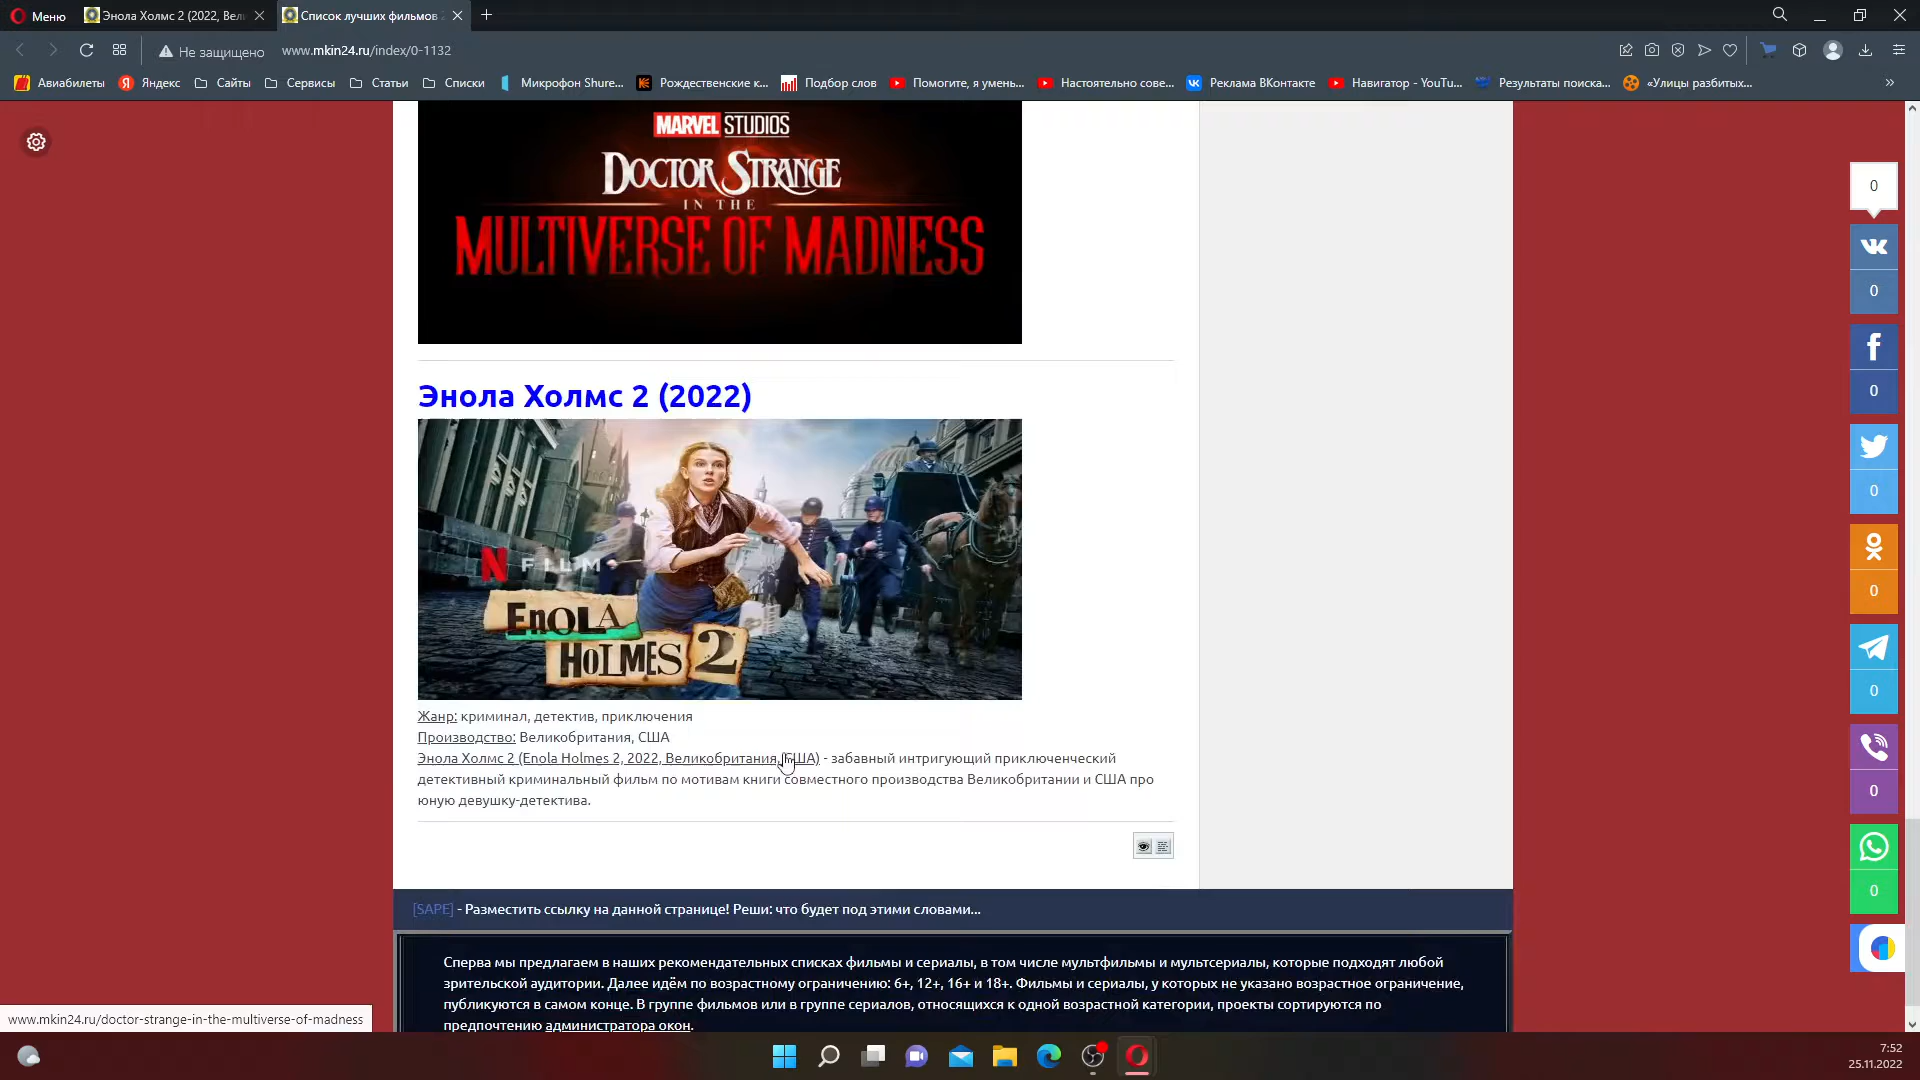 Меню
Энола Холмс 2 (2022, Вел
Список лучших фильмов 2
Не защищено
www.mkin24.ru/index/0-1132
Авиабилеты
Яндекс
Сайты
Сервисы
Статьи
Списки
Микрофон Shure...
Рождественские к...
Подбор слов
Помогите, я умень...
Настоятельно сове...
Реклама ВКонтакте
Навигатор - YouTu...
Результаты поиска...
«Улицы разбитых...
»
MARVEL STUDIOS
DOCTOR STRANGE
IN THE
MULTIVERSE OF MADNESS
Энола Холмс 2 (2022)
N FILM
ENOLA
HOLMES 2
Жанр: криминал, детектив, приключения
Производство: Великобритания, США
Энола Холмс 2 (Enola Holmes 2, 2022, Великобритания, США) - забавный интригующий приключенческий
детективный криминальный фильм по мотивам книги совместного производства Великобритании и США про
юную девушку-детектива.
[SAPE] - Разместить ссылку на данной странице! Реши: что будет под этими словами...
Сперва мы предлагаем в наших рекомендательных списках фильмы и сериалы, в том числе мультфильмы и мультсериалы, которые подходят любой
зрительской аудитории. Далее идём по возрастному ограничению: 6+, 12+, 16+ и 18+. Фильмы и сериалы, у которых не указано возрастное ограничение,
публикуются в самом конце. В группе фильмов или в группе сериалов, относящихся к одной возрастной категории, проекты сортируются по
предпочтению администратора окон.
0
0
0
0
0
0
0
0
www.mkin24.ru/doctor-strange-in-the-multiverse-of-madness
7:52
25.11.2022